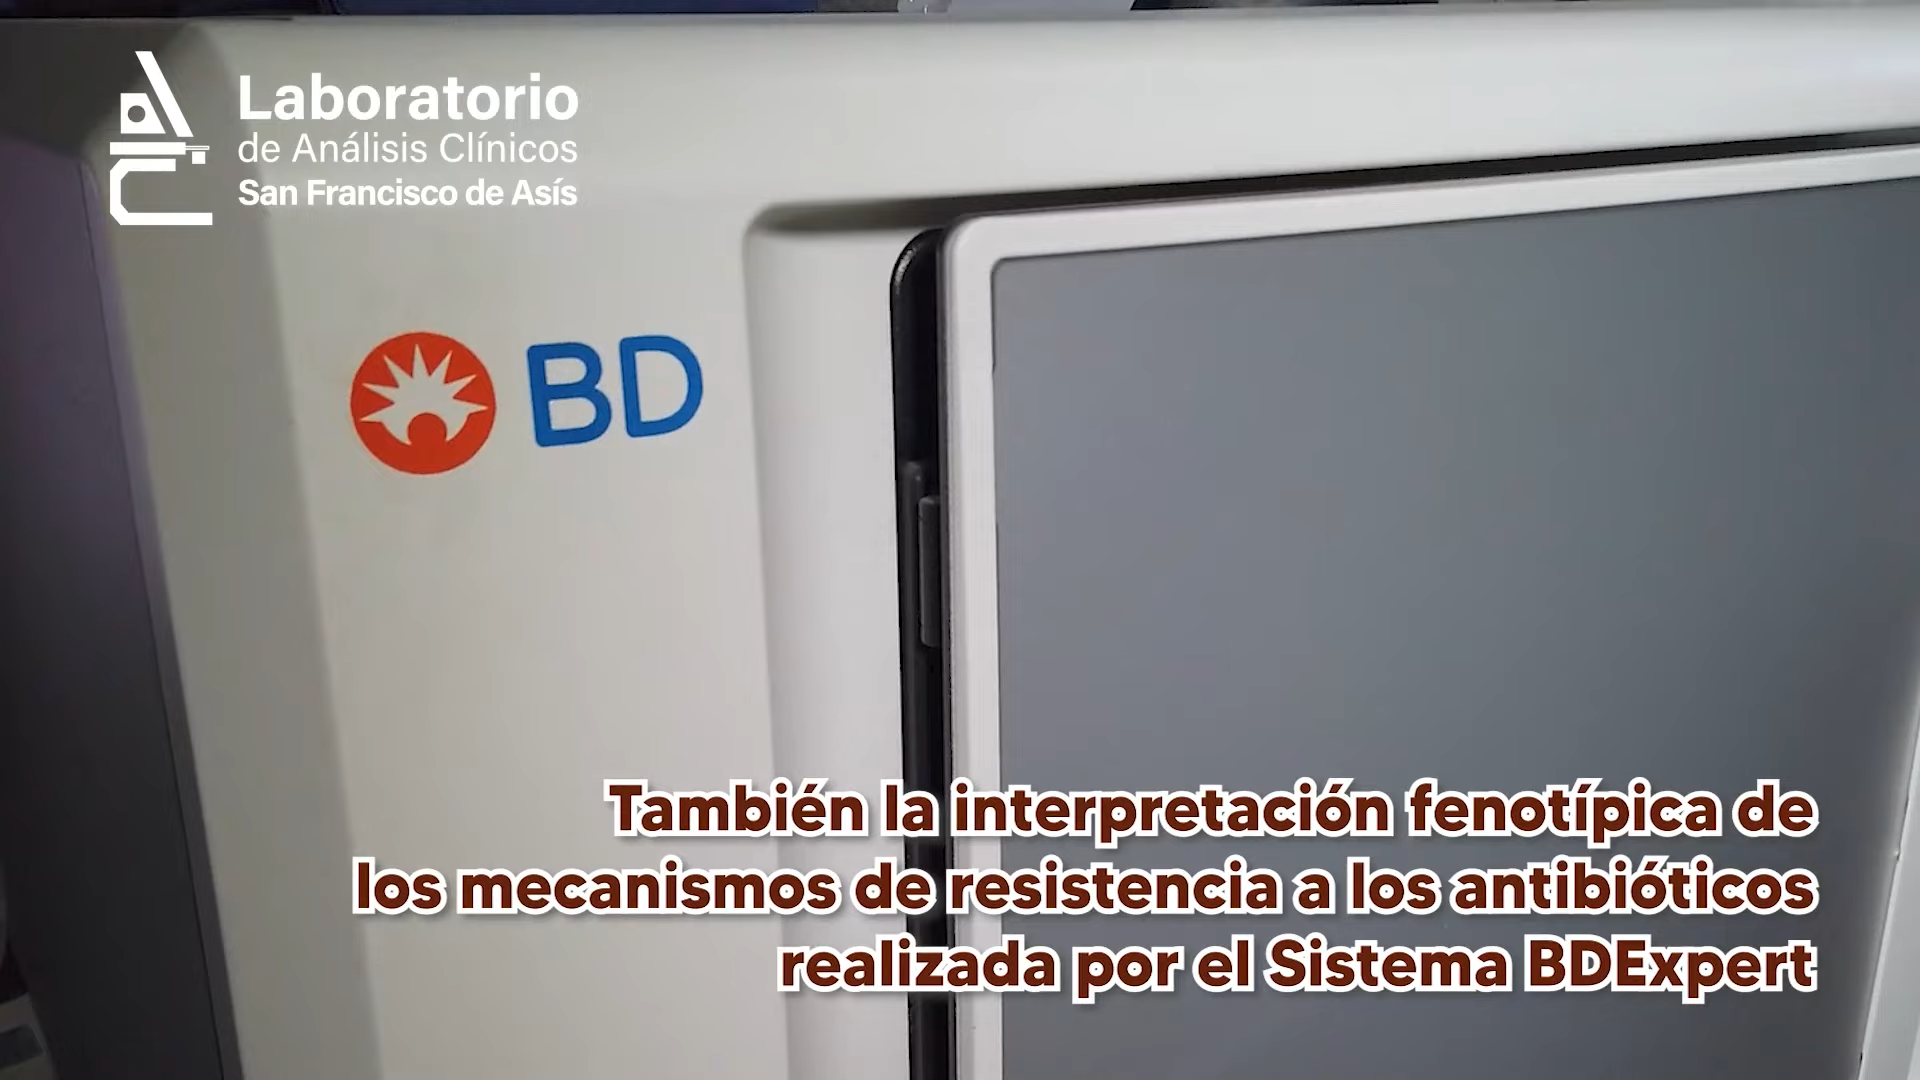 Laboratorio
de Análisis Clínicos
San Francisco de Asís
BD
También la interpretación fenotípica de
los mecanismos de resistencia a los antibióticos
realizada por el Sistema BDExpert